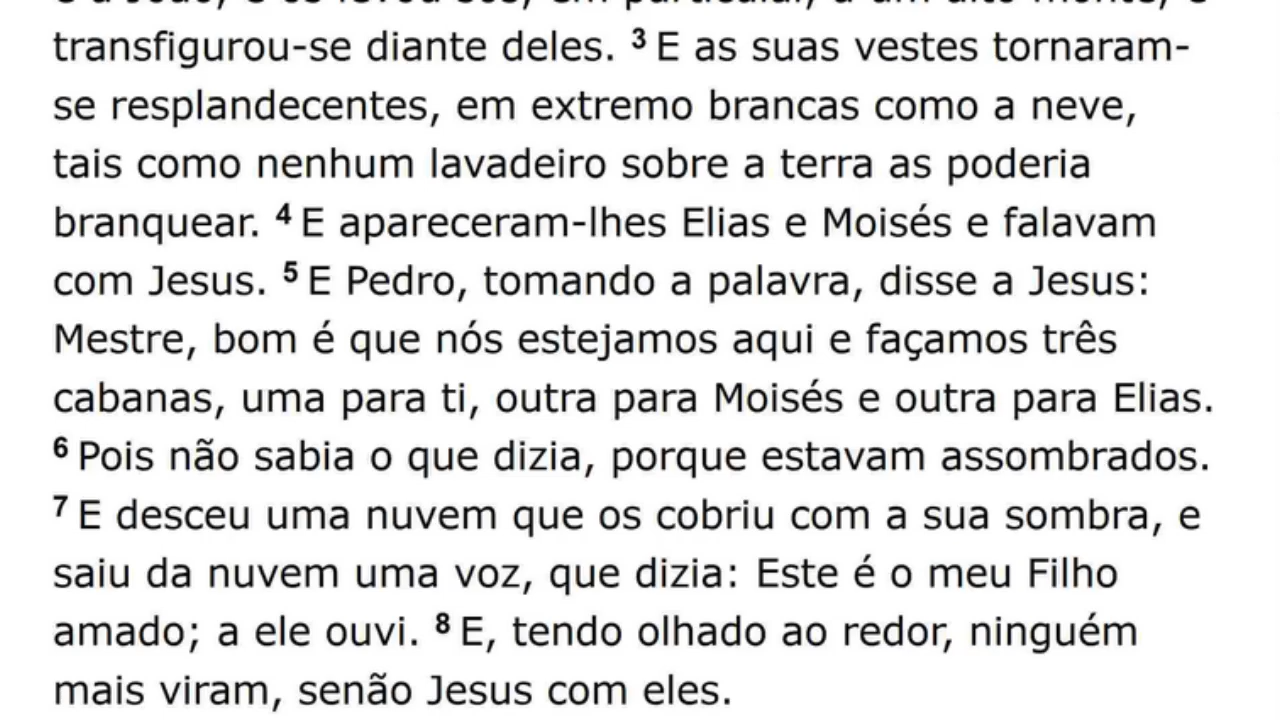 transfigurou-se diante deles. ³ E as suas vestes tornaram-
se resplandecentes, em extremo brancas como a neve,
tais como nenhum lavadeiro sobre a terra as poderia
branquear. ⁴ E apareceram-lhes Elias e Moisés e falavam
com Jesus. ⁵ E Pedro, tomando a palavra, disse a Jesus:
Mestre, bom é que nós estejamos aqui e façamos três
cabanas, uma para ti, outra para Moisés e outra para Elias.
⁶ Pois não sabia o que dizia, porque estavam assombrados.
⁷ E desceu uma nuvem que os cobriu com a sua sombra, e
saiu da nuvem uma voz, que dizia: Este é o meu Filho
amado; a ele ouvi. ⁸ E, tendo olhado ao redor, ninguém
mais viram, senão Jesus com eles.